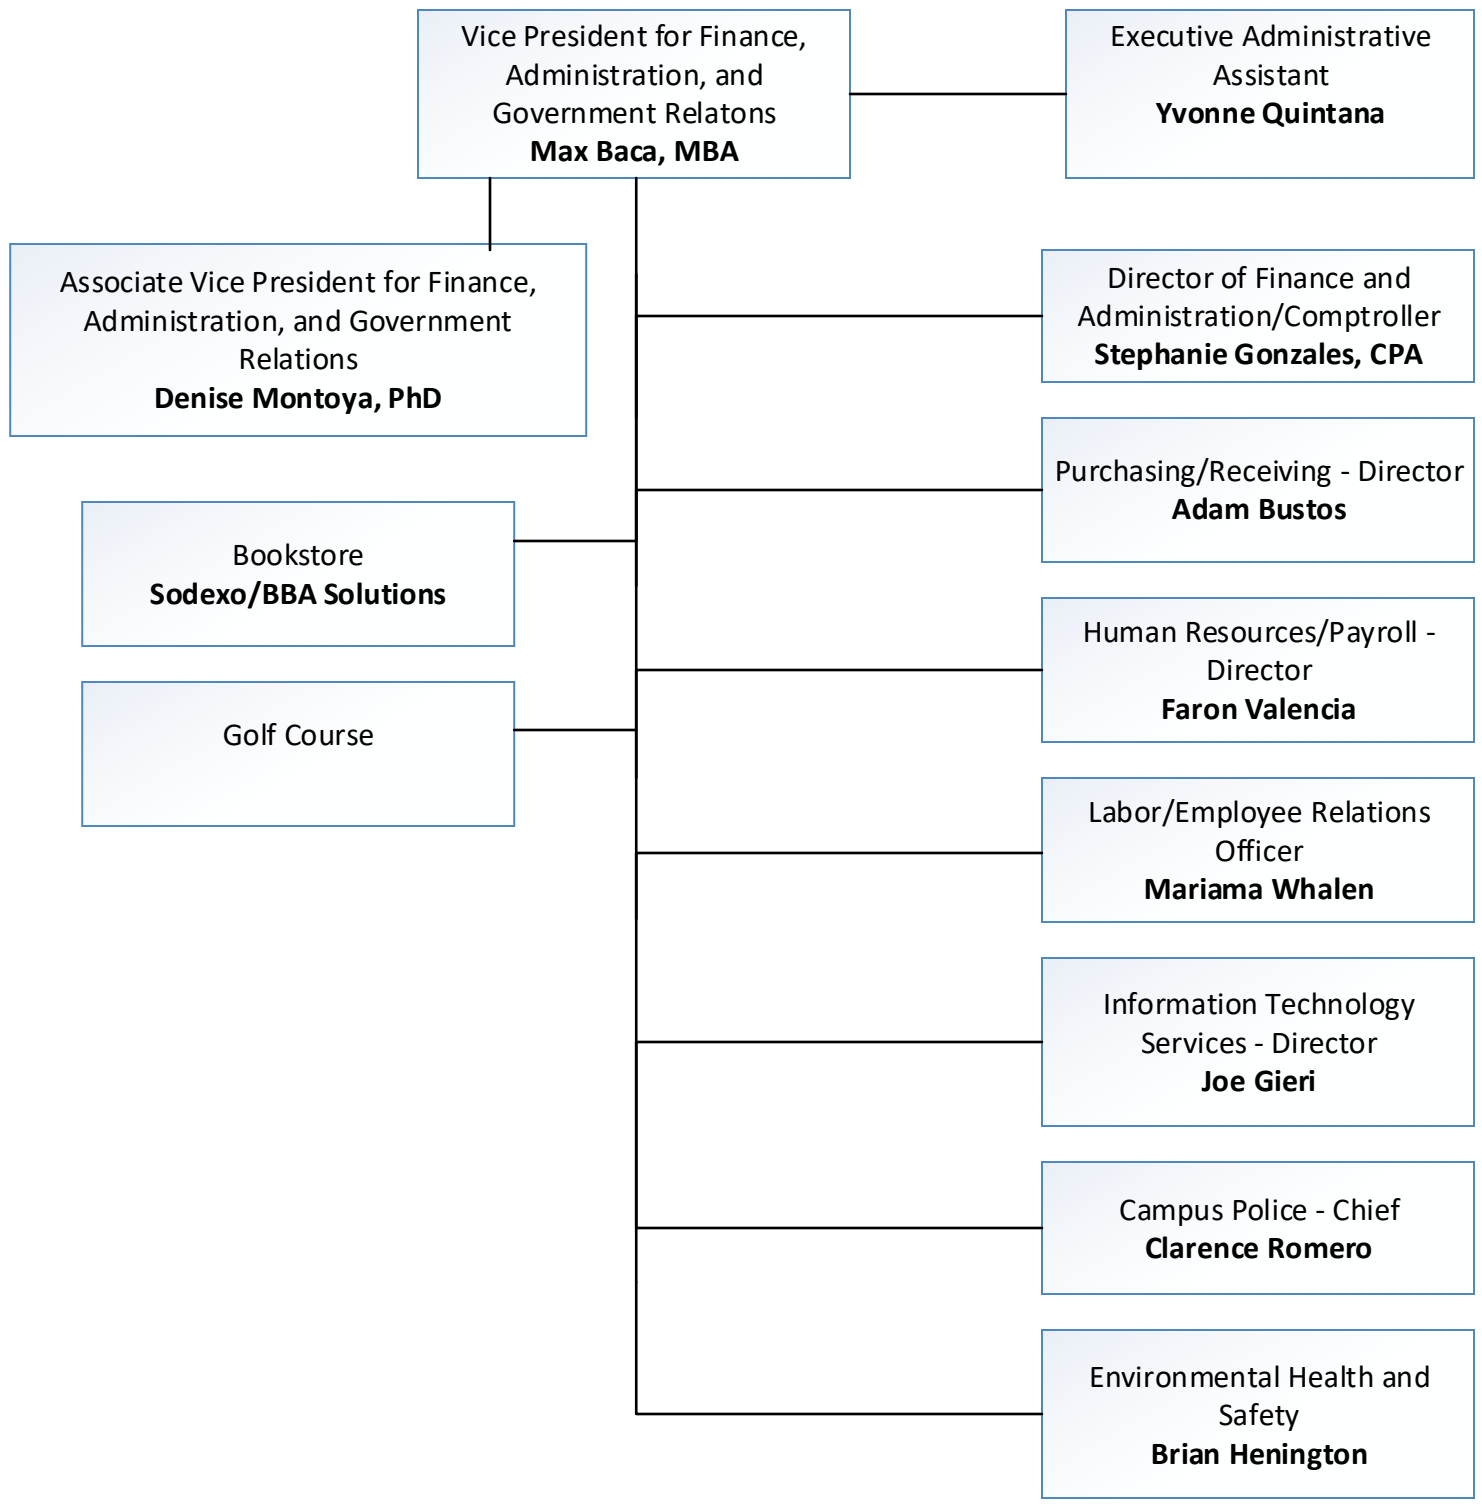 Vice President for Finance,
Administration, and
Government Relatons
Max Baca, MBA
Executive Administrative
Assistant
Yvonne Quintana
Associate Vice President for Finance,
Administration, and Government
Relations
Denise Montoya, PhD
Director of Finance and
Administration/Comptroller
Stephanie Gonzales, CPA
Purchasing/Receiving - Director
Adam Bustos
Bookstore
Sodexo/BBA Solutions
Human Resources/Payroll -
Director
Faron Valencia
Golf Course
Labor/Employee Relations
Officer
Mariama Whalen
Information Technology
Services - Director
Joe Gieri
Campus Police - Chief
Clarence Romero
Environmental Health and
Safety
Brian Henington